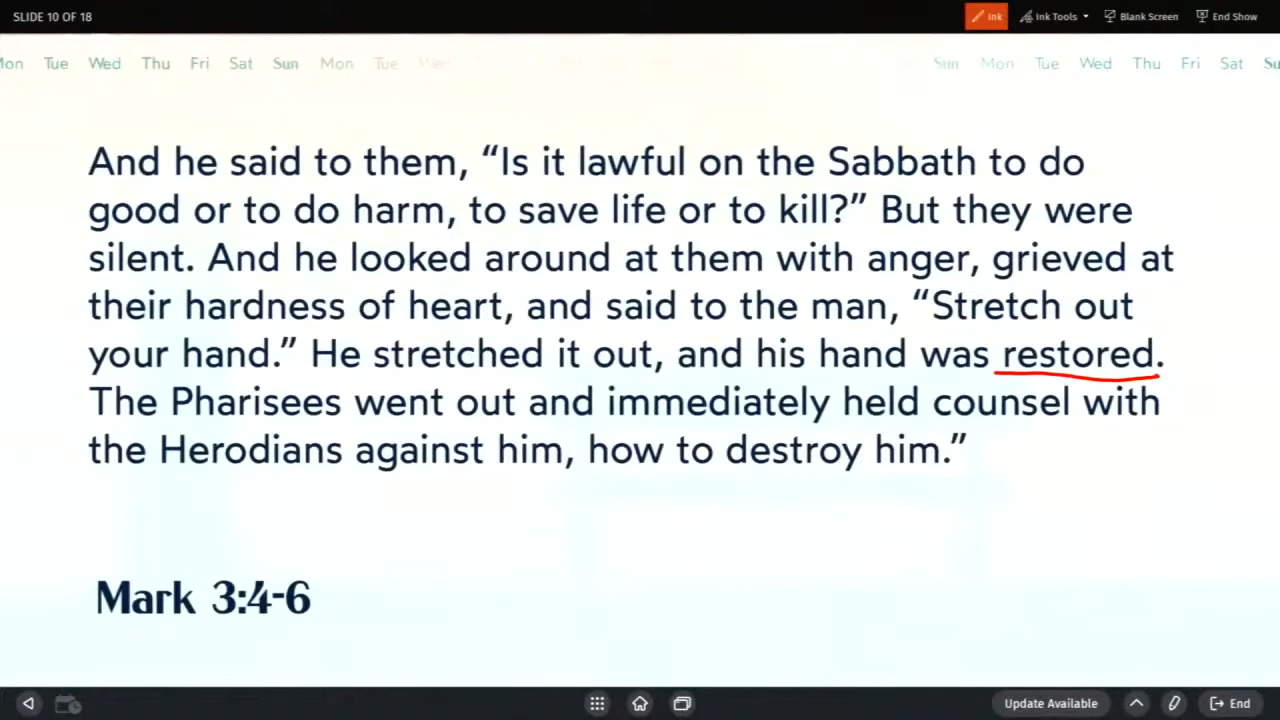 SLIDE 10 OF 18 Ink Ink Tools Blank Screen End Show
Mon Tue Wed Thu Fri Sat Sun Mon Tue Wed Sun Mon Tue Wed Thu Fri Sat Su
And he said to them, “Is it lawful on the Sabbath to do
good or to do harm, to save life or to kill?” But they were
silent. And he looked around at them with anger, grieved at
their hardness of heart, and said to the man, “Stretch out
your hand.” He stretched it out, and his hand was restored.
The Pharisees went out and immediately held counsel with
the Herodians against him, how to destroy him.”
Mark 3:4-6
Update Available End